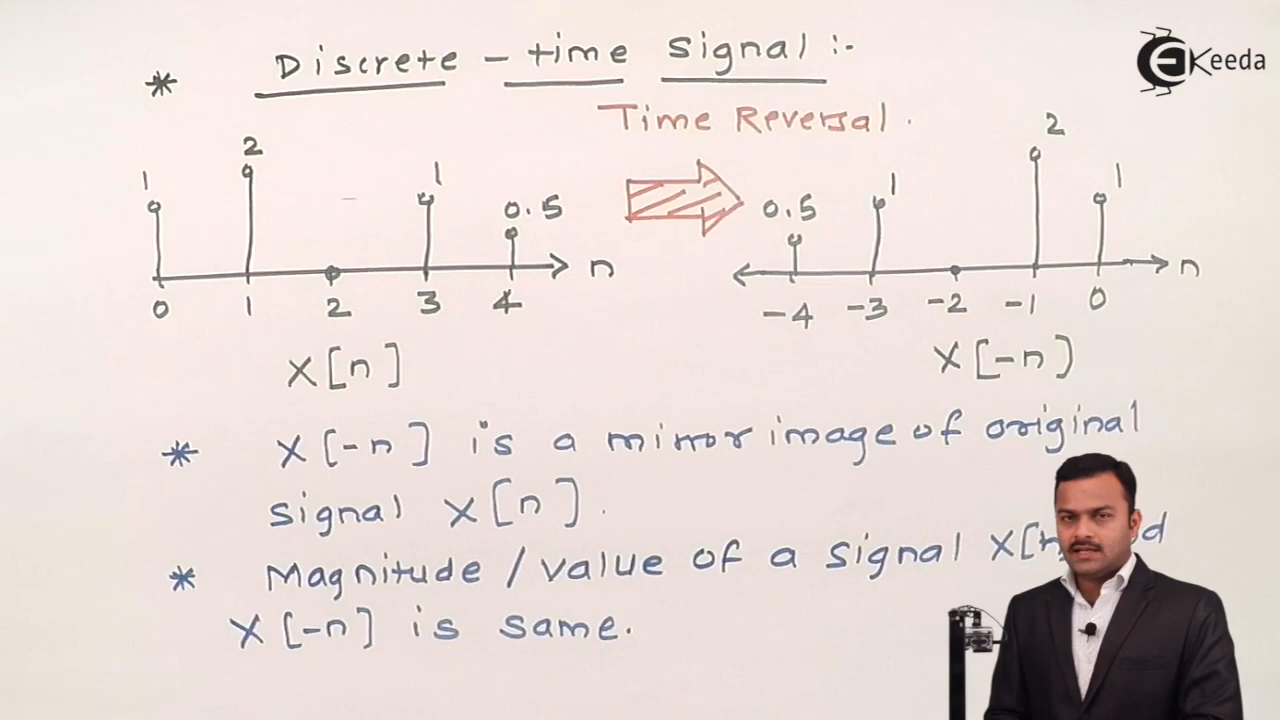 * Discrete - time Signal :-
EKeeda
Time Reversal.
1 2 1 0.5
0 1 2 3 4 n
X[n]
0.5 1 2 1
-4 -3 -2 -1 0 n
X[-n)
* X[-n] is a mirror image of original
signal X[n].
* Magnitude / value of a signal
X[-n] is same.